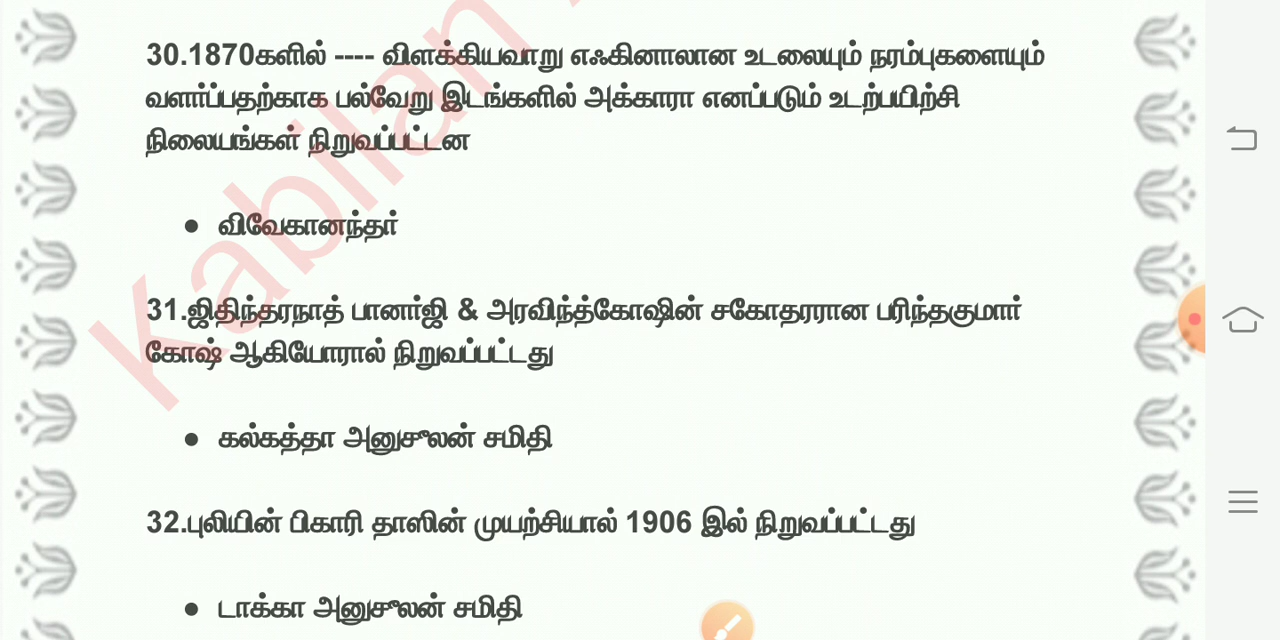 30.1870களில் ---- விளக்கியவாறு எஃகினாலான உடலையும் நரம்புகளையும்
வளர்ப்பதற்காக பல்வேறு இடங்களில் அக்காரா எனப்படும் உடற்பயிற்சி
நிலையங்கள் நிறுவப்பட்டன
● விவேகானந்தர்
31.ஜிதிந்தரநாத் பானர்ஜி & அரவிந்த்கோஷின் சகோதரரான பரிந்தகுமார்
கோஷ் ஆகியோரால் நிறுவப்பட்டது
● கல்கத்தா அனுசூலன் சமிதி
32.புலியின் பிகாரி தாஸின் முயற்சியால் 1906 இல் நிறுவப்பட்டது
● டாக்கா அனுசூலன் சமிதி
Kabilan